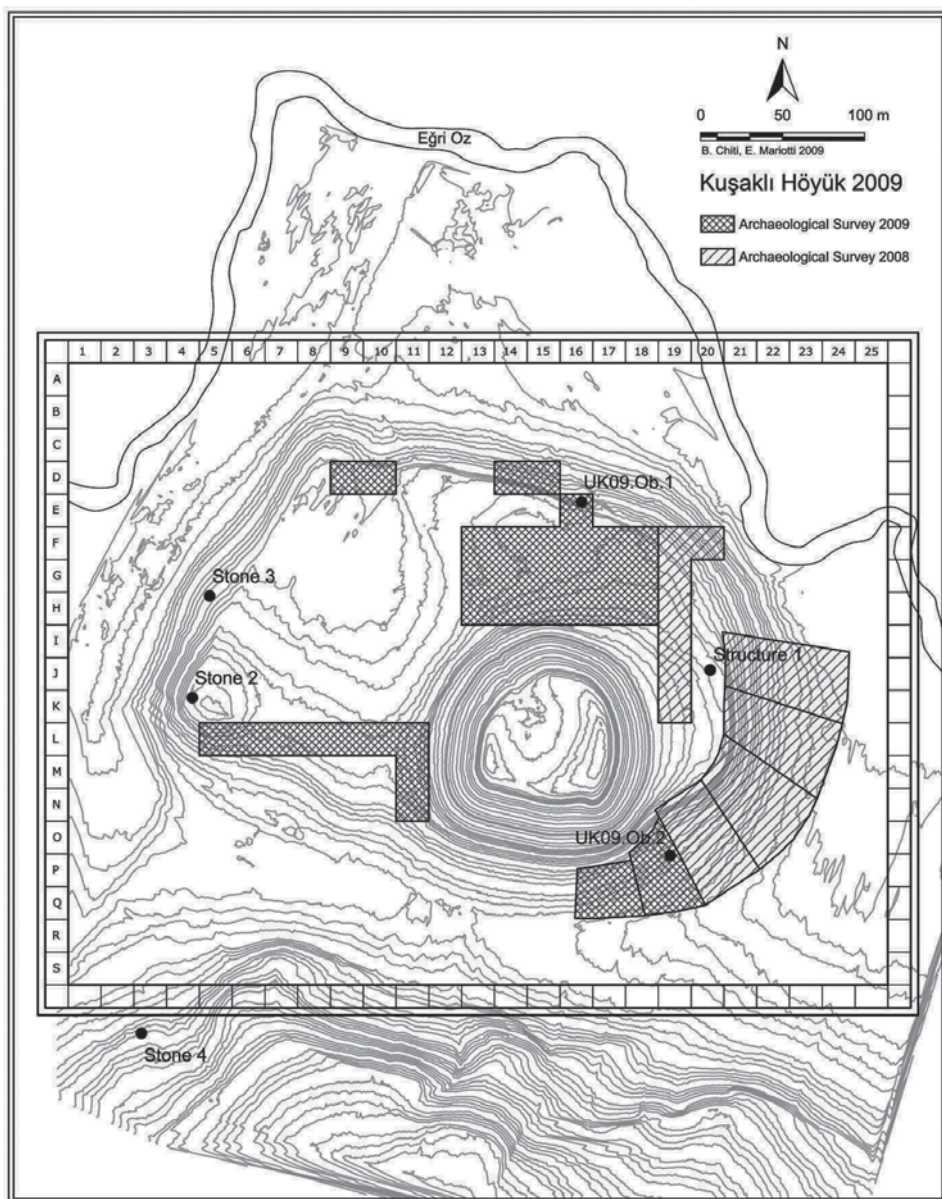 N
0 50 100 m
B. Chiti, E. Mariotti 2009
Kuşaklı Höyük 2009
Archaeological Survey 2009
Archaeological Survey 2008
Eğri Oz
1 2 3 4 5 6 7 8 9 10 11 12 13 14 15 16 17 18 19 20 21 22 23 24 25
A
B
C
D
E
F
G
H
I
J
K
L
M
N
O
P
Q
R
S
UK09.Ob.1
Stone 3
Structure 1
Stone 2
UK09.Ob.2
Stone 4